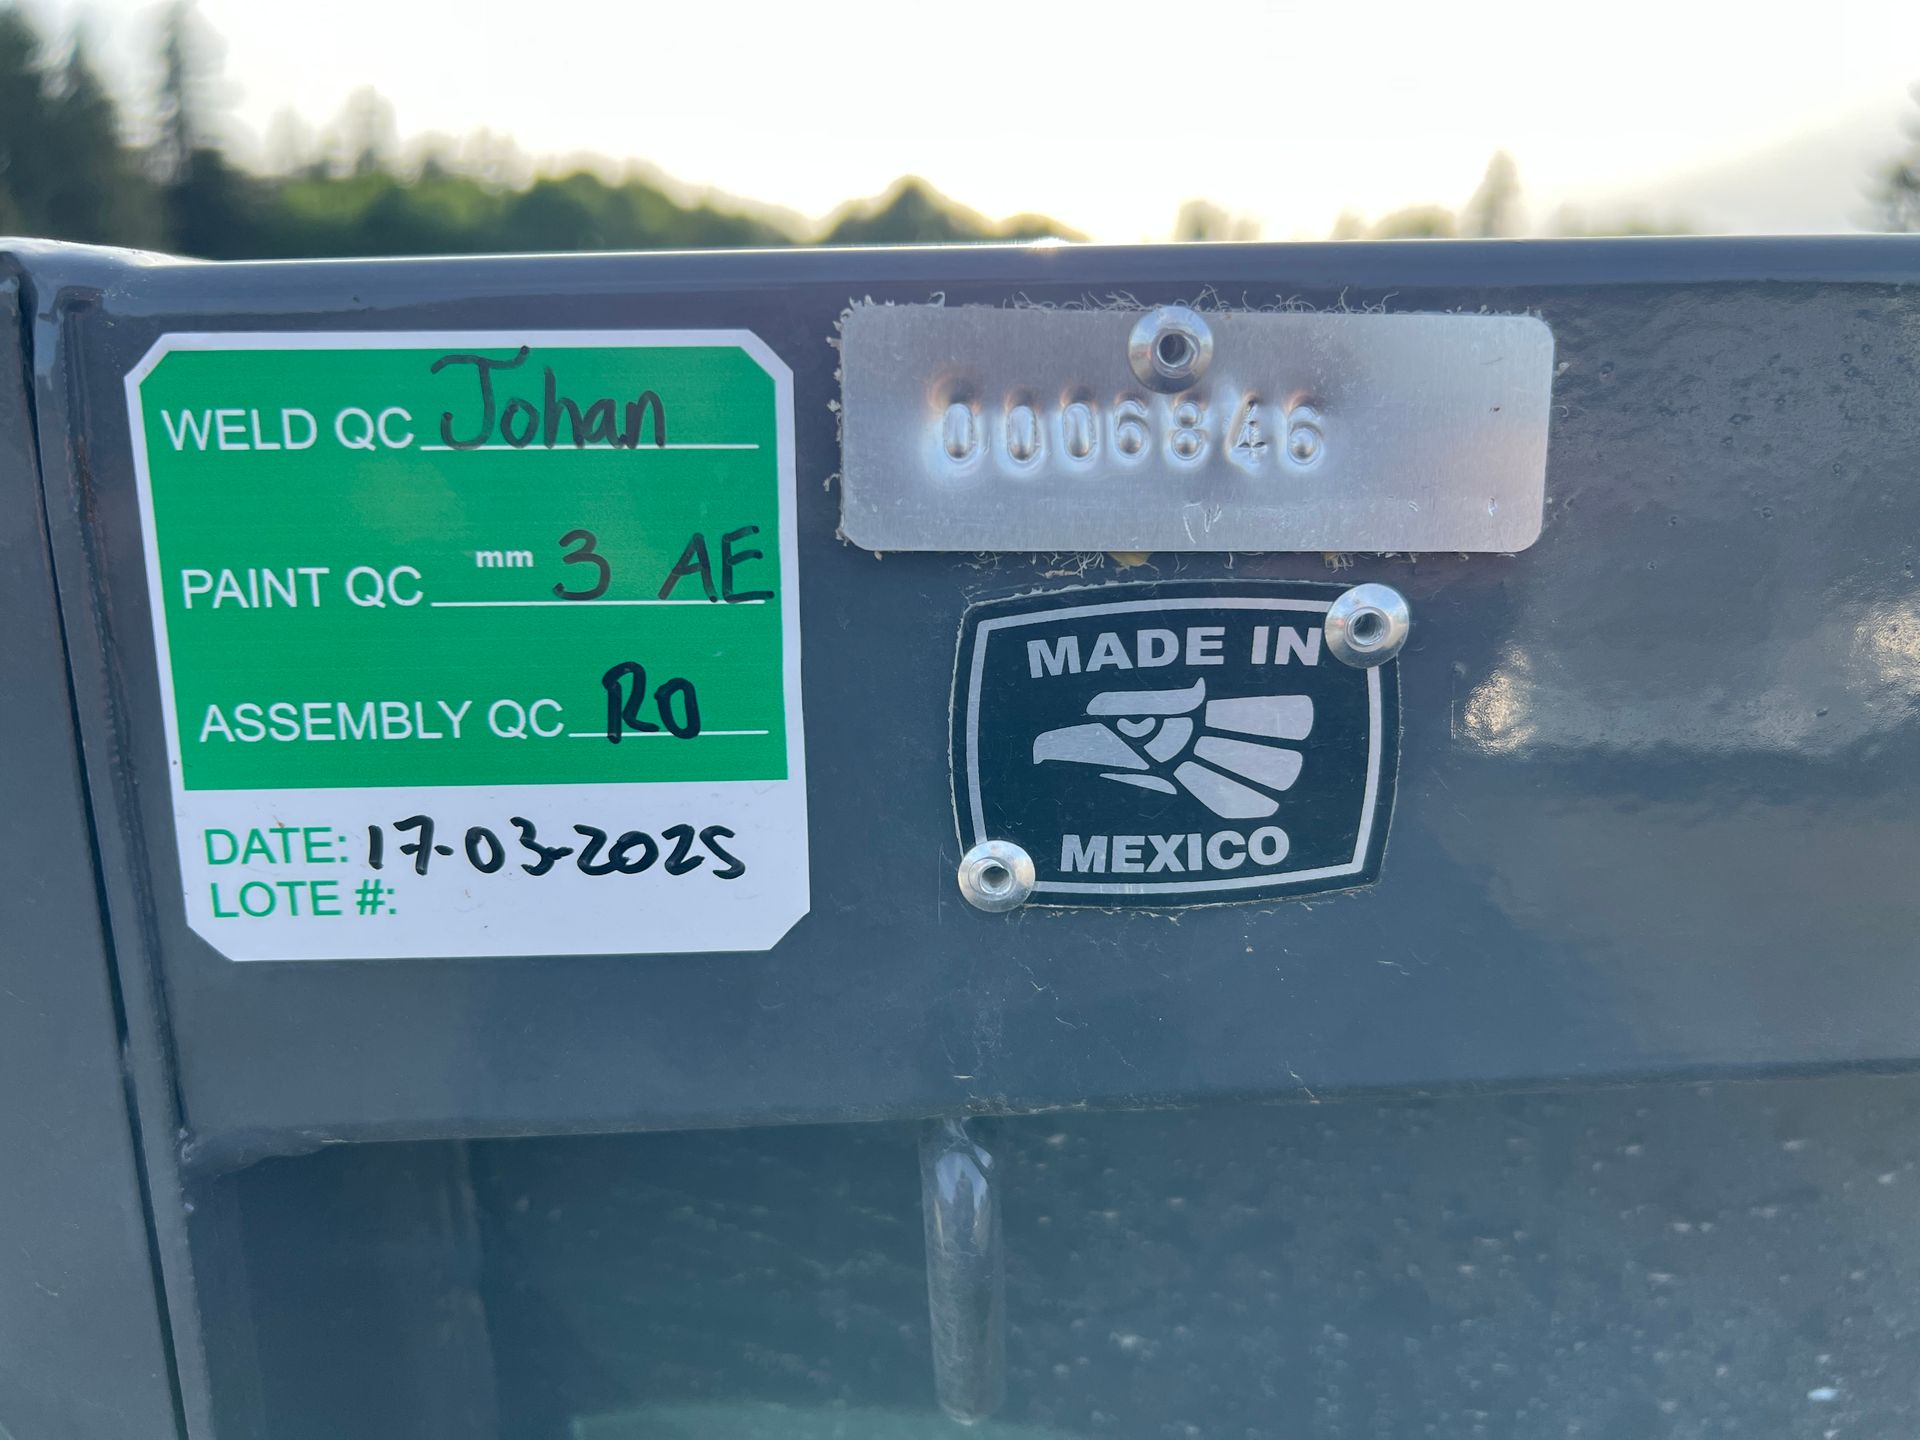 WELD QC Johan
PAINT QC mm 3 AE
ASSEMBLY QC RO
DATE: 17-03-2025
LOTE #:
0006846
MADE IN
MEXICO